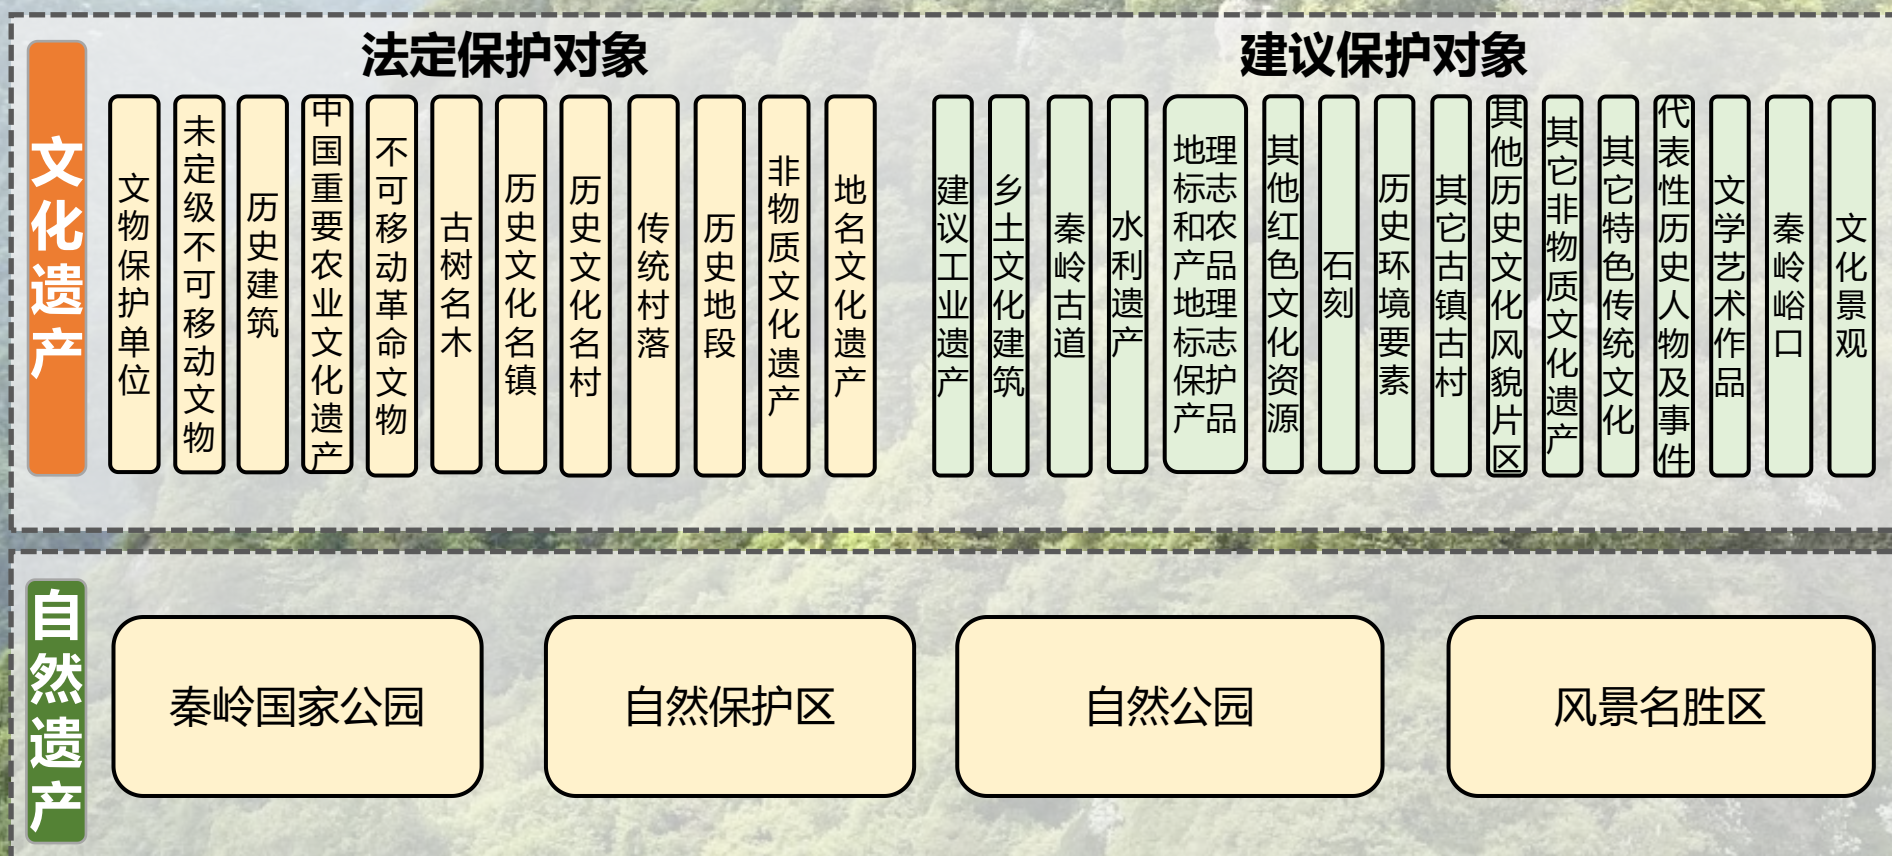 法定保护对象
建议保护对象
文化遗产
文物保护单位
未定级不可移动文物
历史建筑
中国重要农业文化遗产
不可移动革命文物
古树名木
历史文化名镇
历史文化名村
传统村落
历史地段
非物质文化遗产
地名文化遗产
建议工业遗产
乡土文化建筑
秦岭古道
水利遗产
地理
标志
和农
产品
地理
标志
保护
产品
其他红色文化资源
石刻
历史环境要素
其它古镇古村
其他历史文化风貌片区
其它非物质文化遗产
其它特色传统文化
代表性历史人物及事件
文学艺术作品
秦岭峪口
文化景观
自然遗产
秦岭国家公园
自然保护区
自然公园
风景名胜区